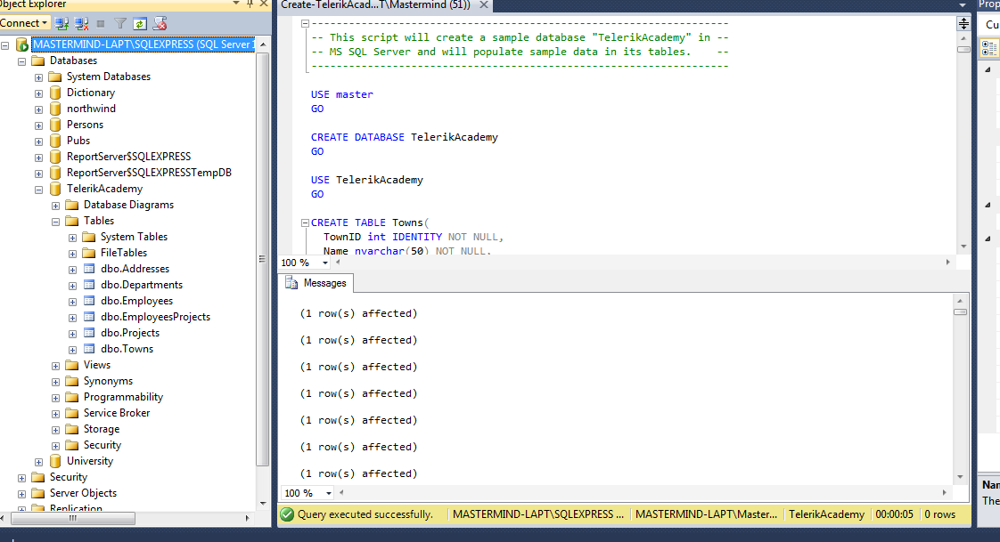 Object Explorer
Connect
MASTERMIND-LAPT\SQLEXPRESS (SQL Server 1
Databases
System Databases
Dictionary
northwind
Persons
Pubs
ReportServer$SQLEXPRESS
ReportServer$SQLEXPRESSTempDB
TelerikAcademy
Database Diagrams
Tables
System Tables
FileTables
dbo.Addresses
dbo.Departments
dbo.Employees
dbo.EmployeesProjects
dbo.Projects
dbo.Towns
Views
Synonyms
Programmability
Service Broker
Storage
Security
University
Security
Server Objects
Replication
Create-TelerikAcad...T\Mastermind (51))
-------------------------------------------------------------------
-- This script will create a sample database "TelerikAcademy" in --
-- MS SQL Server and will populate sample data in its tables.    --
-------------------------------------------------------------------
USE master
GO
CREATE DATABASE TelerikAcademy
GO
USE TelerikAcademy
GO
CREATE TABLE Towns(
TownID int IDENTITY NOT NULL,
Name nvarchar(50) NOT NULL,
100 %
Messages
(1 row(s) affected)
(1 row(s) affected)
(1 row(s) affected)
(1 row(s) affected)
(1 row(s) affected)
(1 row(s) affected)
(1 row(s) affected)
100 %
Query executed successfully.
MASTERMIND-LAPT\SQLEXPRESS ...
MASTERMIND-LAPT\Master...
TelerikAcademy
00:00:05
0 rows
Prop
Cu
Nam
The